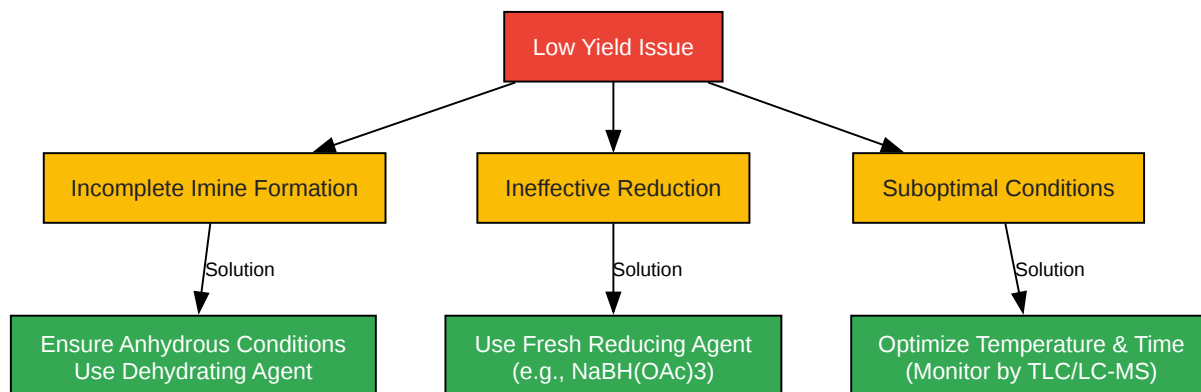 Low Yield Issue
Incomplete Imine Formation
Ineffective Reduction
Suboptimal Conditions
Solution
Solution
Solution
Ensure Anhydrous Conditions
Use Dehydrating Agent
Use Fresh Reducing Agent
(e.g., NaBH(OAc)3)
Optimize Temperature & Time
(Monitor by TLC/LC-MS)